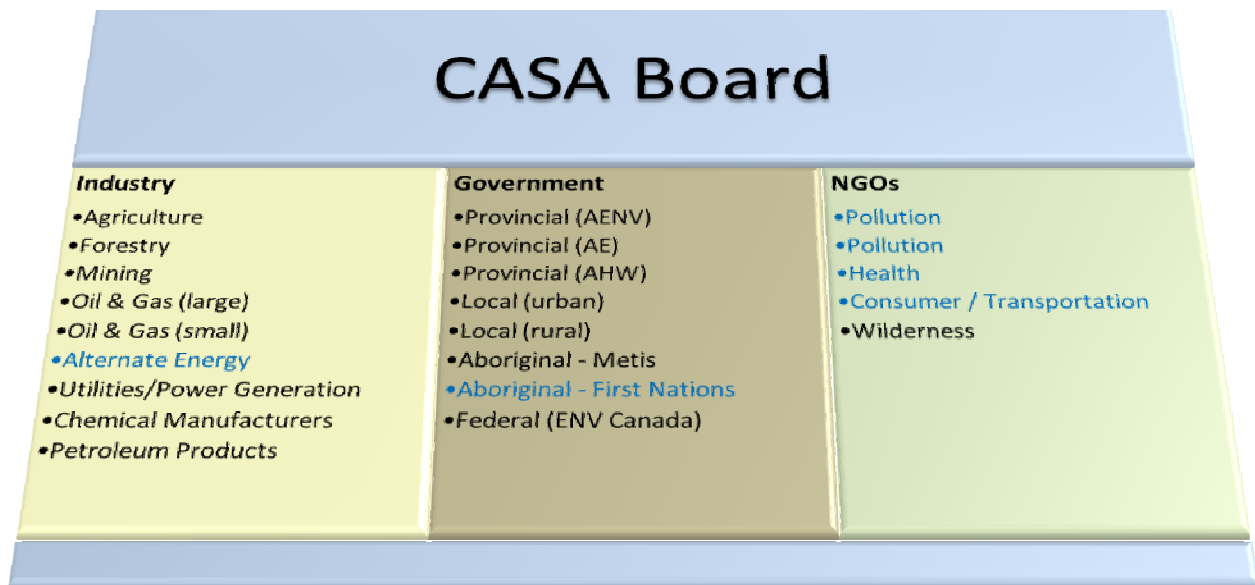 CASA Board
Industry
•Agriculture
•Forestry
•Mining
•Oil & Gas (large)
•Oil & Gas (small)
•Alternate Energy
•Utilities/Power Generation
•Chemical Manufacturers
•Petroleum Products
Government
•Provincial (AENV)
•Provincial (AE)
•Provincial (AHW)
•Local (urban)
•Local (rural)
•Aboriginal - Metis
•Aboriginal - First Nations
•Federal (ENV Canada)
NGOs
•Pollution
•Pollution
•Health
•Consumer / Transportation
•Wilderness